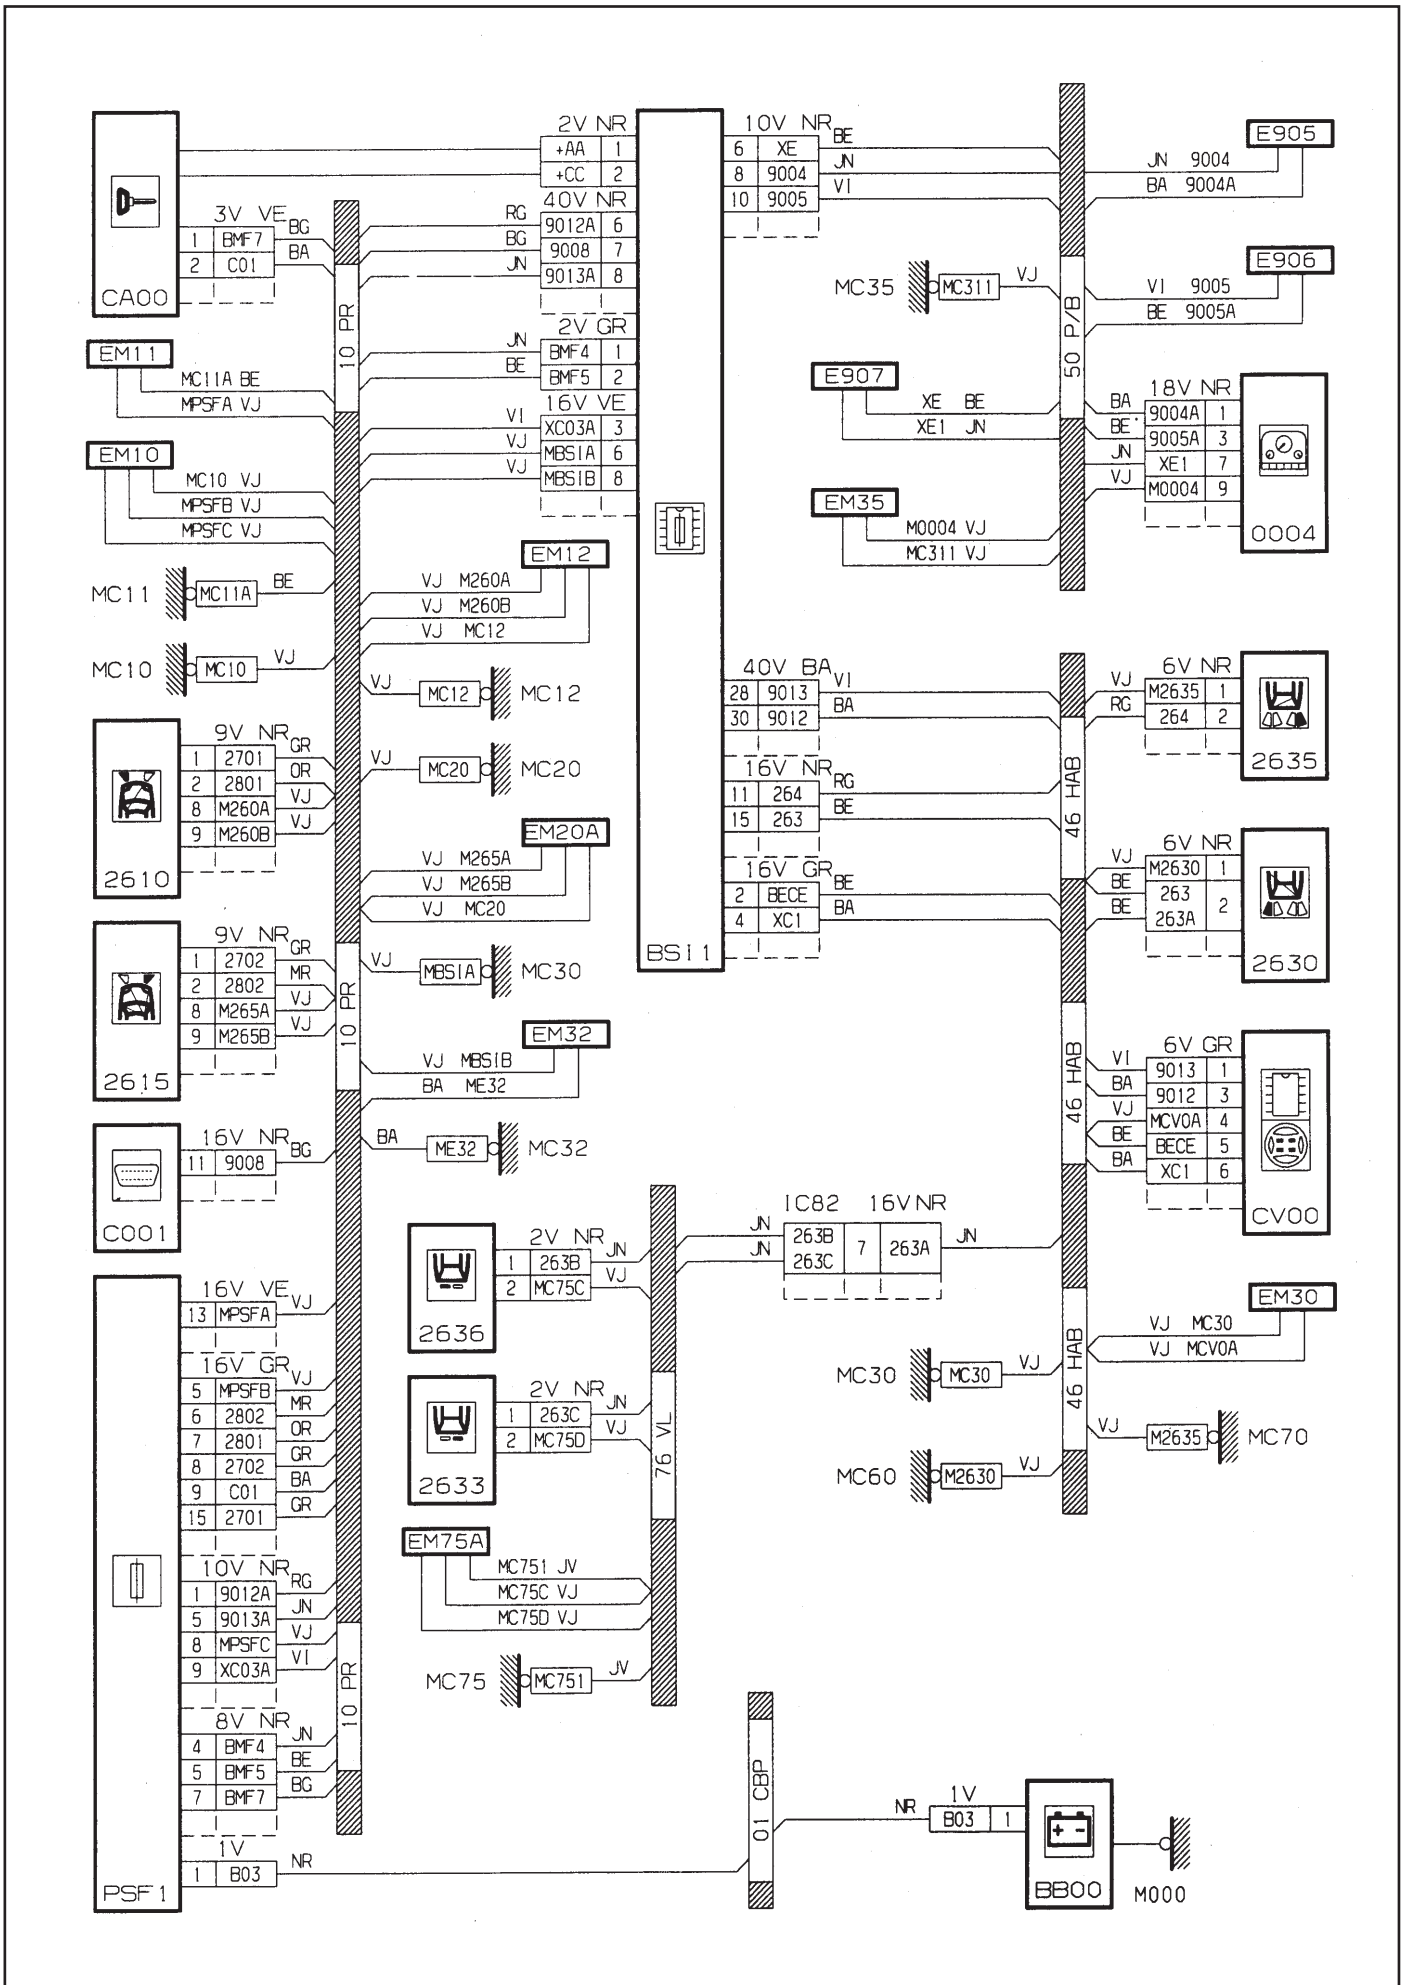 2V NR
+AA 1
+CC 2
CA00
3V VE
1 BMF7 BG
2 C01 BA
40V NR
RG 9012A 6
BG 9008 7
JN 9013A 8
2V GR
JN BMF4 1
BE BMF5 2
16V VE
VI XC03A 3
VJ MBSIA 6
VJ MBSIB 8
BSI1
10V NR
6 XE BE
8 9004 JN
10 9005 VI
E905
JN 9004
BA 9004A
E906
VI 9005
BE 9005A
MC35 MC311 VJ
50 P/B
E907
XE BE
XE1 JN
18V NR
BA 9004A 1
BE 9005A 3
JN XE1 7
VJ M0004 9
0004
EM35
M0004 VJ
MC311 VJ
10 PR
EM11
MC11A BE
MPSFA VJ
EM10
MC10 VJ
MPSFB VJ
MPSFC VJ
MC11 MC11A BE
MC10 MC10 VJ
EM12
VJ M260A
VJ M260B
VJ MC12
VJ MC12 MC12
VJ MC20 MC20
2610
9V NR
1 2701 GR
2 2801 OR
8 M260A VJ
9 M260B VJ
EM20A
VJ M265A
VJ M265B
VJ MC20
2615
9V NR
1 2702 GR
2 2802 MR
8 M265A VJ
9 M265B VJ
10 PR
VJ MBSIA MC30
EM32
VJ MBSIB
BA ME32
BA ME32 MC32
40V BA
28 9013 VI
30 9012 BA
16V NR
11 264 RG
15 263 BE
16V GR
2 BECE BE
4 XC1 BA
46 HAB
6V NR
VJ M2635 1
RG 264 2
2635
6V NR
VJ M2630 1
BE 263
BE 263A 2
2630
46 HAB
6V GR
VI 9013 1
BA 9012 3
VJ MCV0A 4
BE BECE 5
BA XC1 6
CV00
C001
16V NR
11 9008 BG
IC82 16V NR
JN 263B
JN 263C 7 263A JN
2636
2V NR
1 263B JN
2 MC75C VJ
2633
2V NR
1 263C JN
2 MC75D VJ
76 VL
EM75A
MC751 JV
MC75C VJ
MC75D VJ
MC75 MC751 JV
EM30
VJ MC30
VJ MCV0A
MC30 MC30 VJ
46 HAB
VJ M2635 MC70
MC60 M2630 VJ
PSF1
16V VE
13 MPSFA VJ
16V GR
5 MPSFB VJ
6 2802 MR
7 2801 OR
8 2702 GR
9 C01 BA
15 2701 GR
10V NR
1 9012A RG
5 9013A JN
8 MPSFC VJ
9 XC03A VI
10 PR
8V NR
4 BMF4 JN
5 BMF5 BE
7 BMF7 BG
1V
1 B03 NR
01 CBP
1V
NR B03 1
BB00
M000